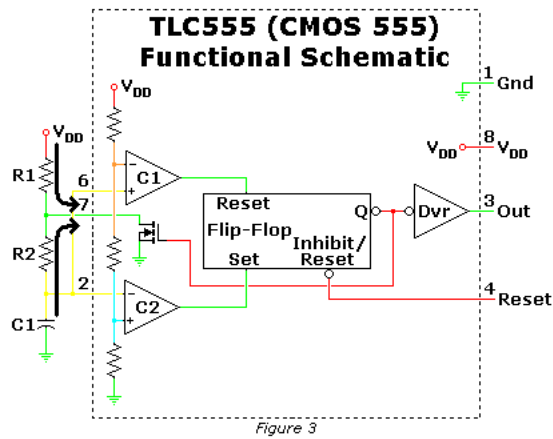 TLC555 (CMOS 555)
Functional Schematic
1 Gnd
VDD
VDD
VDD 8 VDD
R1
6
- C1
+
7
Reset
Q
Dvr
3 Out
Flip-Flop
Inhibit/
Reset
R2
Set
2
- C2
+
4
Reset
C1
Figure 3